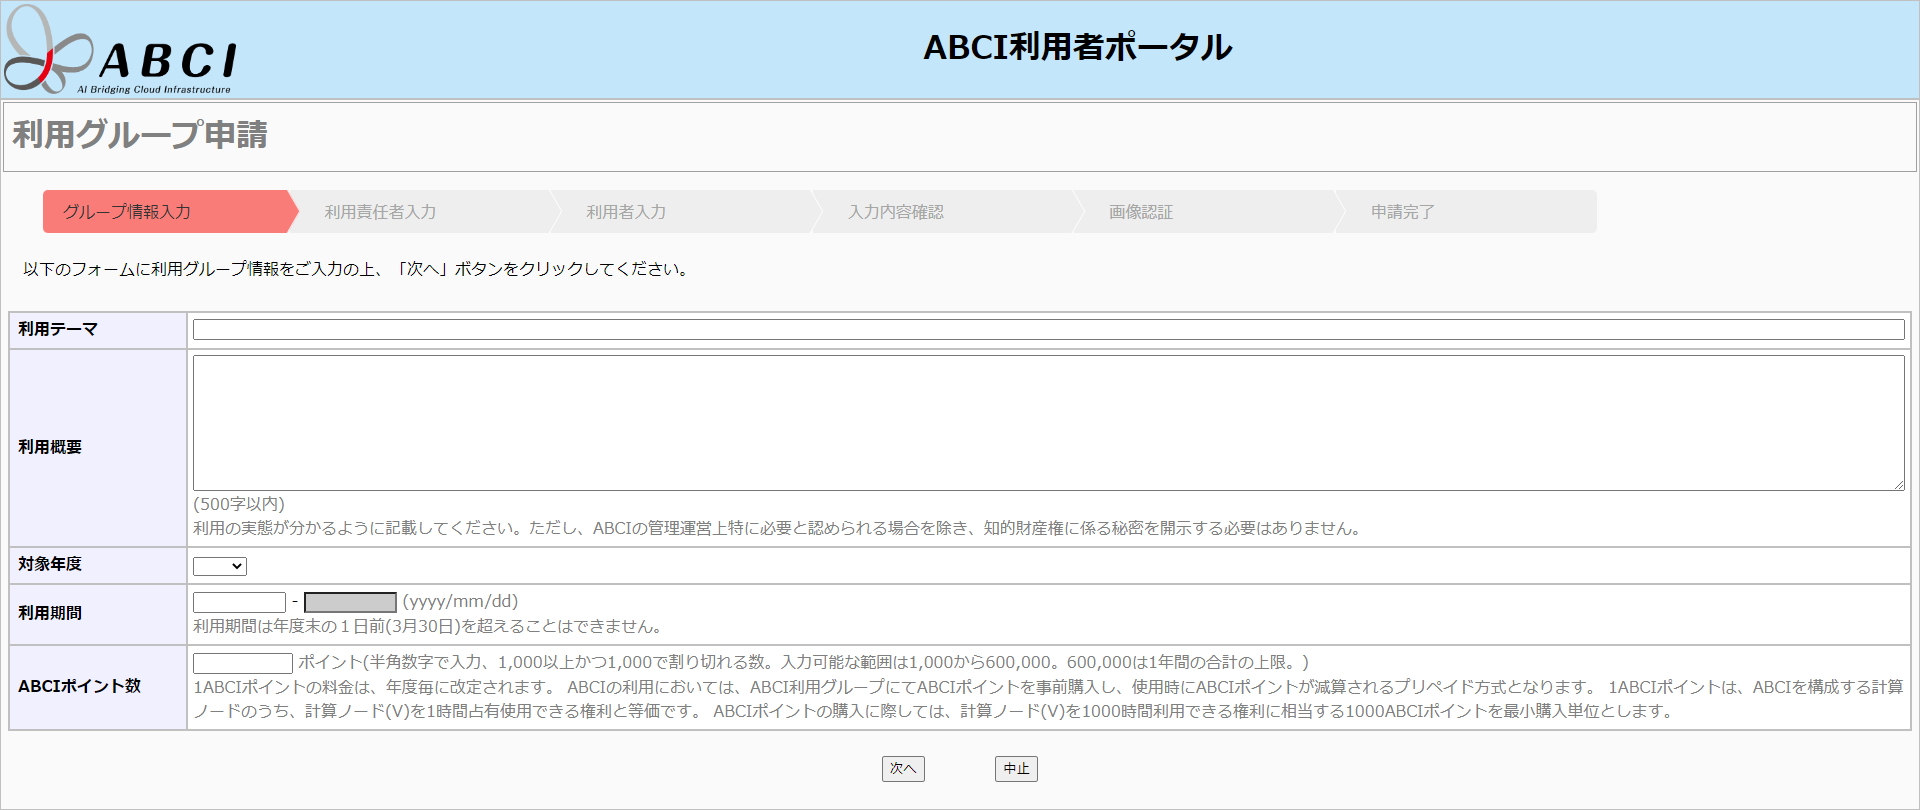 ABCI
AI Bridging Cloud Infrastructure
ABCI利用者ポータル
利用グループ申請
グループ情報入力
利用責任者入力
利用者入力
入力内容確認
画像認証
申請完了
以下のフォームに利用グループ情報をご入力の上、「次へ」ボタンをクリックしてください。
利用テーマ
利用概要
(500字以内)
利用の実態が分かるように記載してください。ただし、ABCIの管理運営上特に必要と認められる場合を除き、知的財産権に係る秘密を開示する必要はありません。
対象年度
利用期間
- (yyyy/mm/dd)
利用期間は年度末の１日前(3月30日)を超えることはできません。
ABCIポイント数
ポイント(半角数字で入力、1,000以上かつ1,000で割り切れる数。入力可能な範囲は1,000から600,000。600,000は1年間の合計の上限。)
1ABCIポイントの料金は、年度毎に改定されます。 ABCIの利用においては、ABCI利用グループにてABCIポイントを事前購入し、使用時にABCIポイントが減算されるプリペイド方式となります。 1ABCIポイントは、ABCIを構成する計算
ノードのうち、計算ノード(V)を1時間占有使用できる権利と等価です。 ABCIポイントの購入に際しては、計算ノード(V)を1000時間利用できる権利に相当する1000ABCIポイントを最小購入単位とします。
次へ
中止